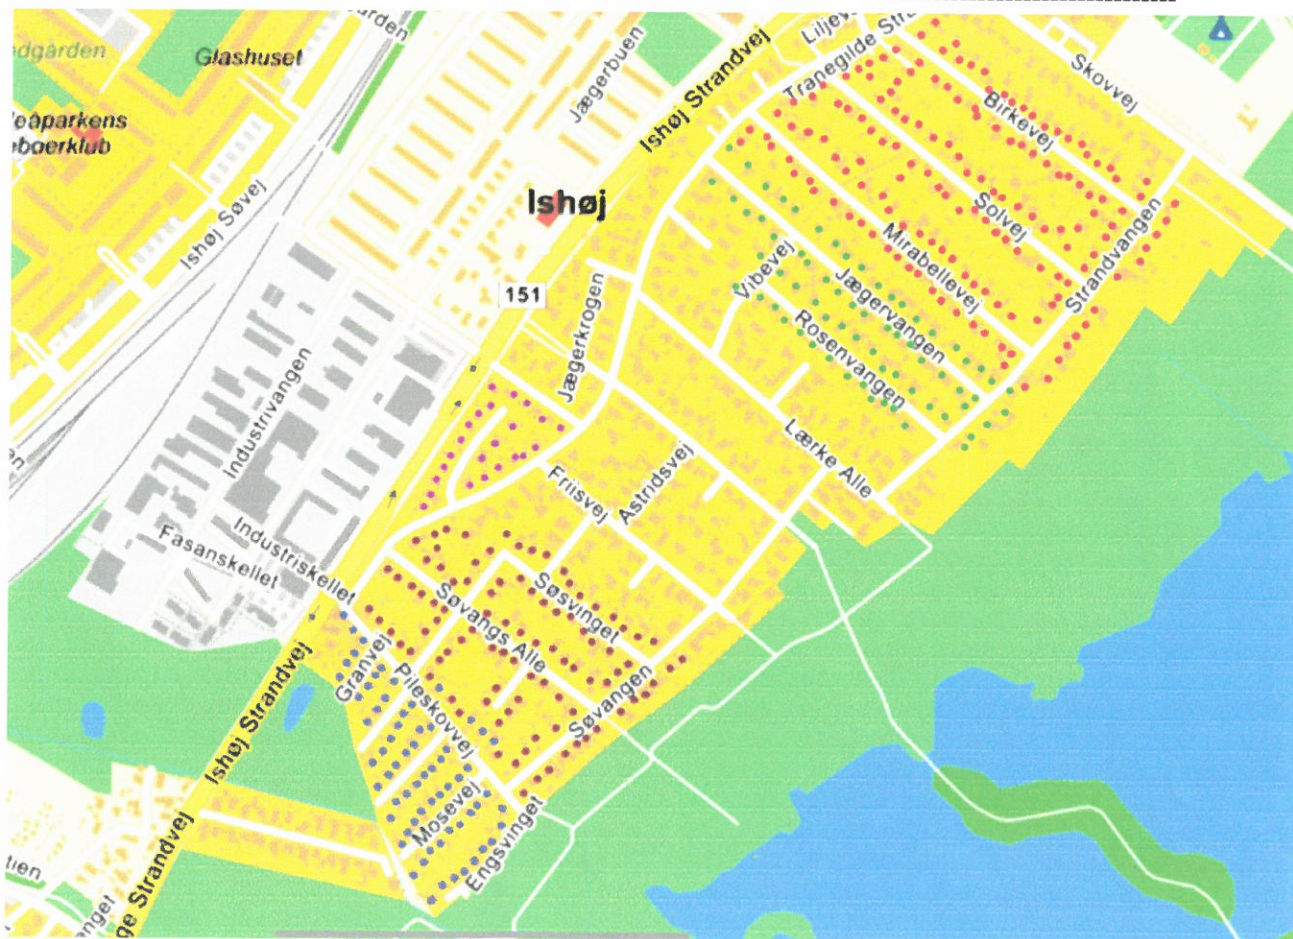 Glashuset
Jægerbuen
Ishøj Strandvej
Tranegilde
Skovvej
Birkevej
Ishøj
Ishøj Søvej
Solvej
Strandvangen
Mirabellevej
Vibevej
Jægervangen
151
Jægerkrogen
Rosenvangen
Industrivangen
Lærke Alle
Astridsvej
Friisvej
Industriskellet
Fasanskellet
Søsvinget
Søvangs Alle
Granvej
Pileskovvej
Søvangen
Ishøj Strandvej
Mosevej
Engsvinget
Strandvej